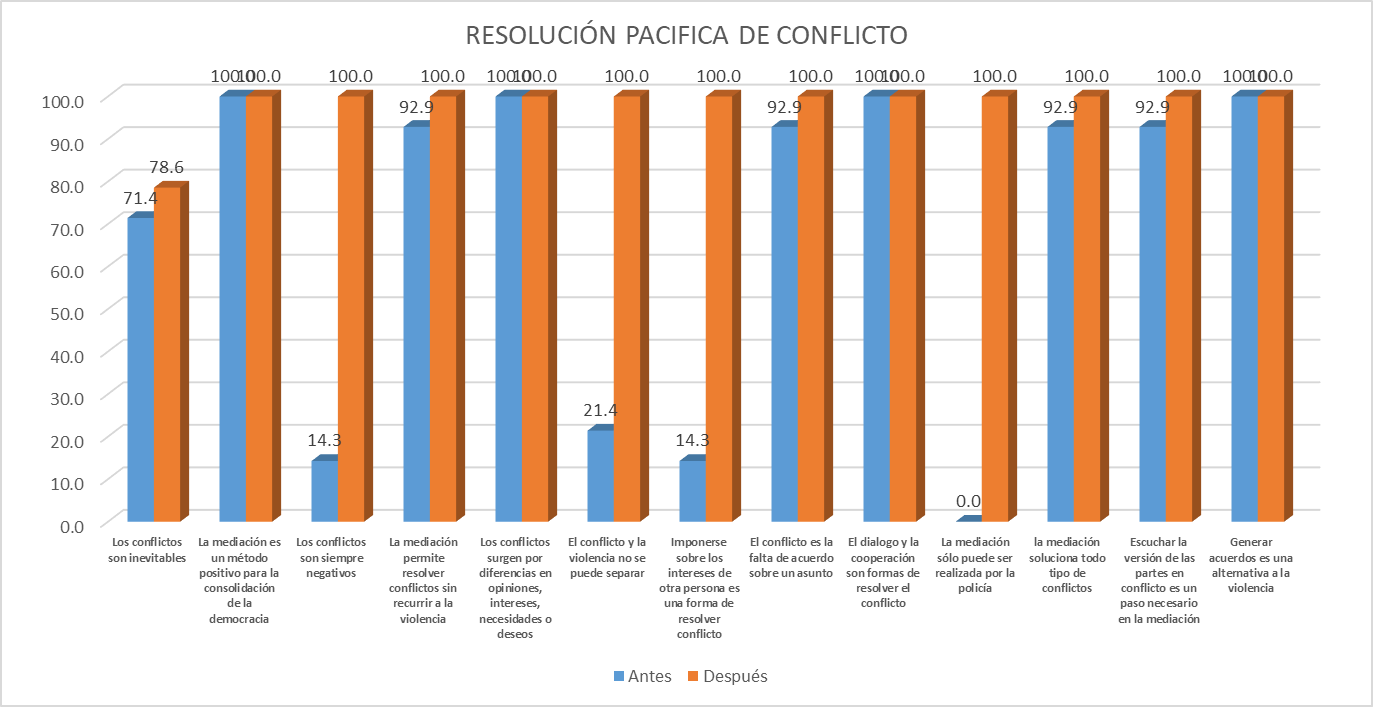 RESOLUCIÓN PACIFICA DE CONFLICTO
100.0
90.0
80.0
70.0
60.0
50.0
40.0
30.0
20.0
10.0
0.0
71.4
78.6
100.0
100.0
14.3
100.0
92.9
100.0
100.0
100.0
21.4
100.0
14.3
100.0
92.9
100.0
100.0
100.0
0.0
100.0
92.9
100.0
92.9
100.0
100.0
100.0
Los conflictos
son inevitables
La mediación es
un método
positivo para la
consolidación
de la
democracia
Los conflictos
son siempre
negativos
La mediación
permite
resolver
conflictos sin
recurrir a la
violencia
Los conflictos
surgen por
diferencias en
opiniones,
intereses,
necesidades o
deseos
El conflicto y la
violencia no se
puede separar
Imponerse
sobre los
intereses de
otra persona es
una forma de
resolver
conflicto
El conflicto es la
falta de acuerdo
sobre un asunto
El dialogo y la
cooperación
son formas de
resolver el
conflicto
La mediación
sólo puede ser
realizada por la
policía
la mediación
soluciona todo
tipo de
conflictos
Escuchar la
versión de las
partes en
conflicto es un
paso necesario
en la mediación
Generar
acuerdos es una
alternativa a la
violencia
Antes
Después